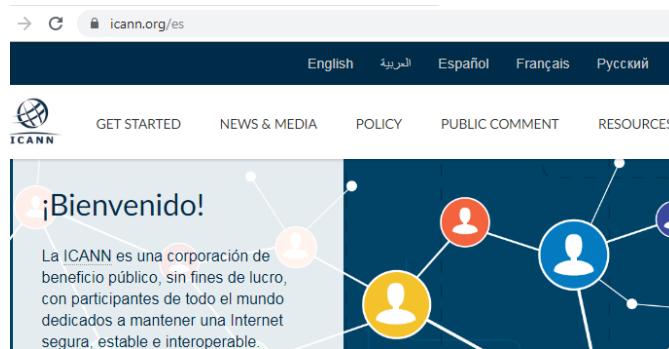 icann.org/es
English العربية Español Français Русский
ICANN
GET STARTED NEWS & MEDIA POLICY PUBLIC COMMENT RESOURCES
¡Bienvenido!
La ICANN es una corporación de
beneficio público, sin fines de lucro,
con participantes de todo el mundo
dedicados a mantener una Internet
segura, estable e interoperable.